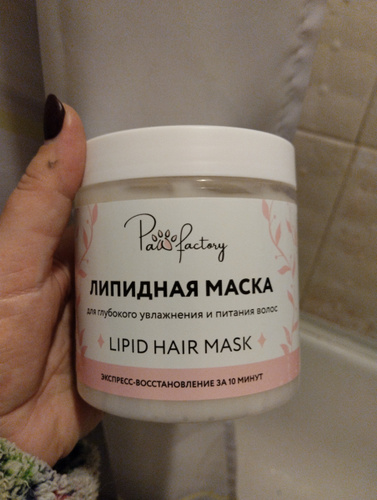 Paw factory
ЛИПИДНАЯ МАСКА
для глубокого увлажнения и питания волос
LIPID HAIR MASK
ЭКСПРЕСС-ВОССТАНОВЛЕНИЕ ЗА 10 МИНУТ